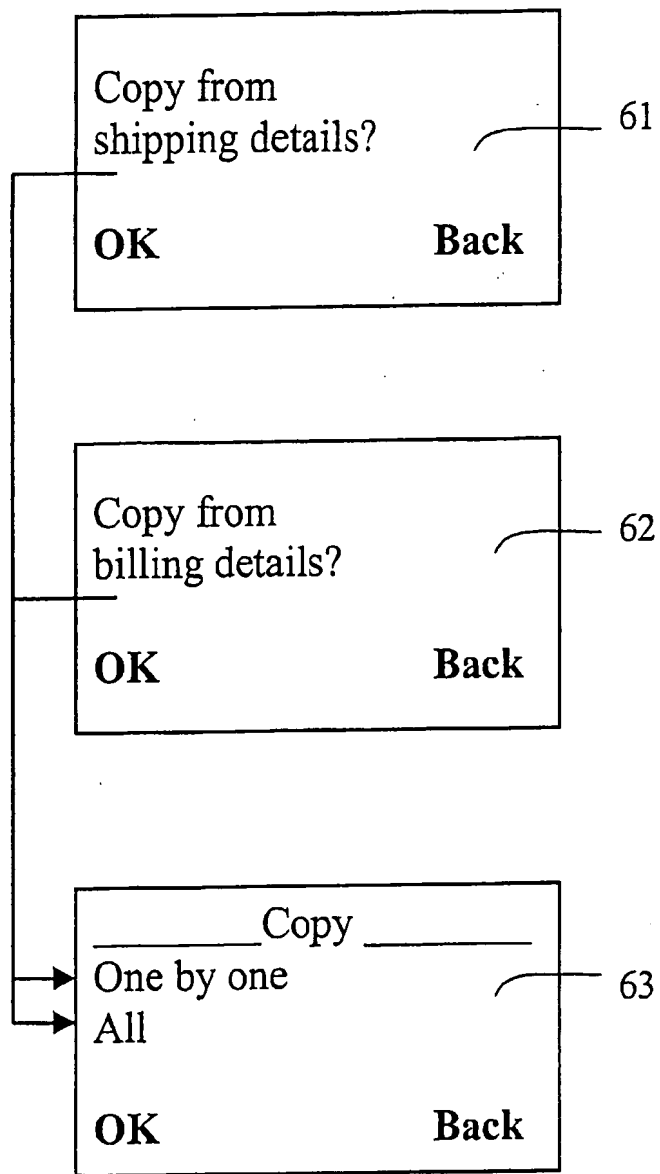 Copy from
shipping details?
61
OK Back
Copy from
billing details?
62
OK Back
Copy
One by one
63
All
OK Back